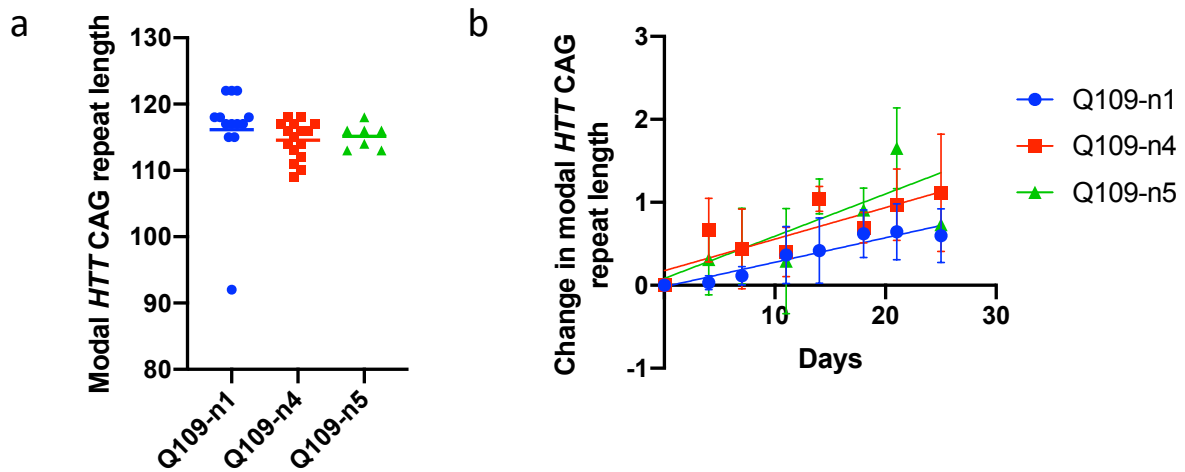 a
Modal HTT CAG repeat length
130
120
110
100
90
80
Q109-n1
Q109-n4
Q109-n5
b
Change in modal HTT CAG
repeat length
3
2
1
0
-1
10
20
30
Days
Q109-n1
Q109-n4
Q109-n5